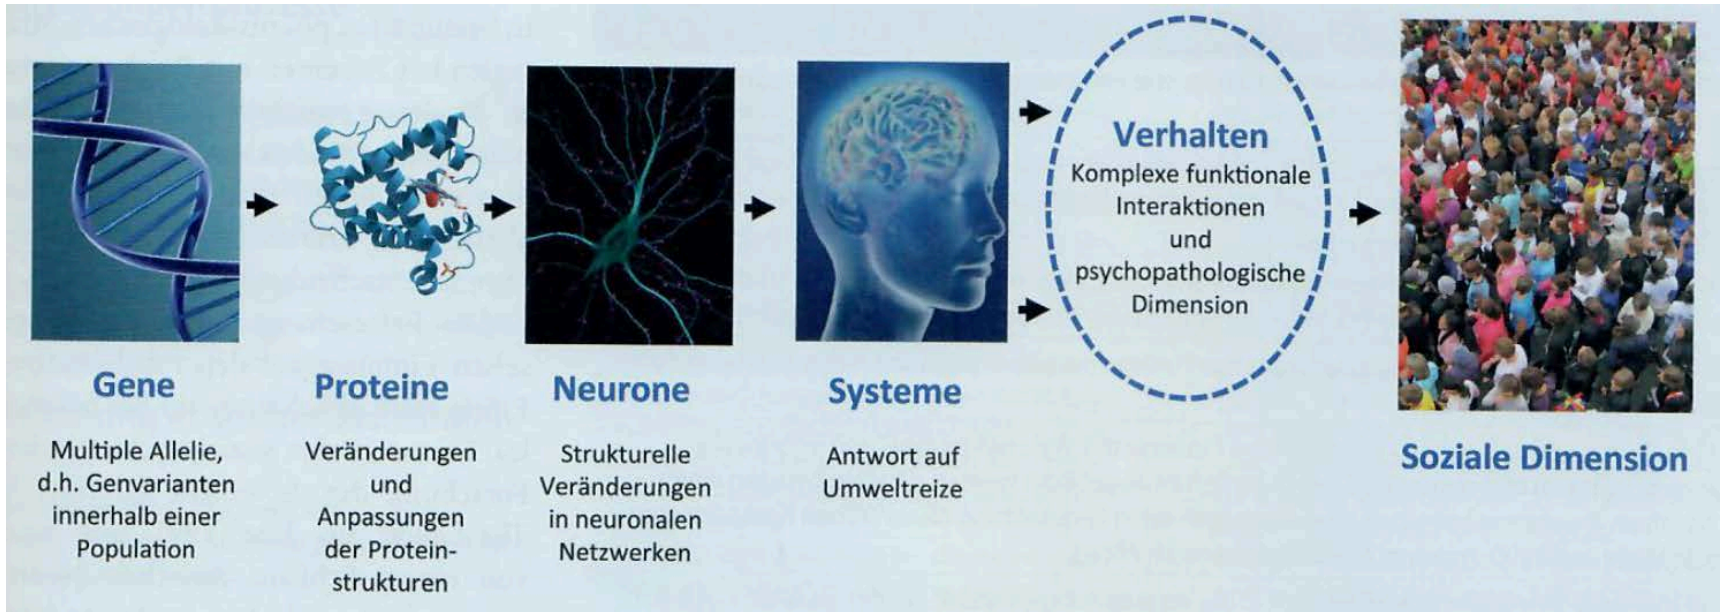 Gene
Multiple Allelie,
d.h. Genvarianten
innerhalb einer
Population
Proteine
Veränderungen
und
Anpassungen
der Protein-
strukturen
Neurone
Strukturelle
Veränderungen
in neuronalen
Netzwerken
Systeme
Antwort auf
Umweltreize
Verhalten
Komplexe funktionale
Interaktionen
und
psychopathologische
Dimension
Soziale Dimension